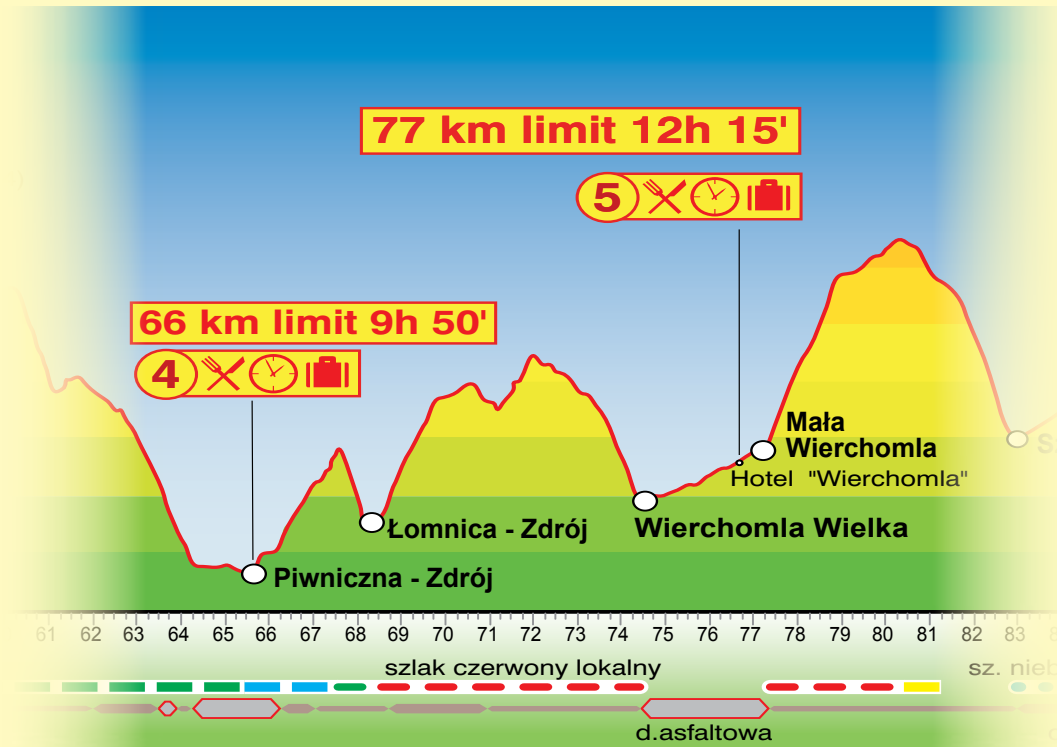 77 km limit 12h 15'
5
66 km limit 9h 50'
4
Mała
Wierchomla
Hotel "Wierchomla"
Łomnica - Zdrój
Wierchomla Wielka
Piwniczna - Zdrój
61 62 63 64 65 66 67 68 69 70 71 72 73 74 75 76 77 78 79 80 81 82 83
szlak czerwony lokalny
sz.
d.asfaltowa